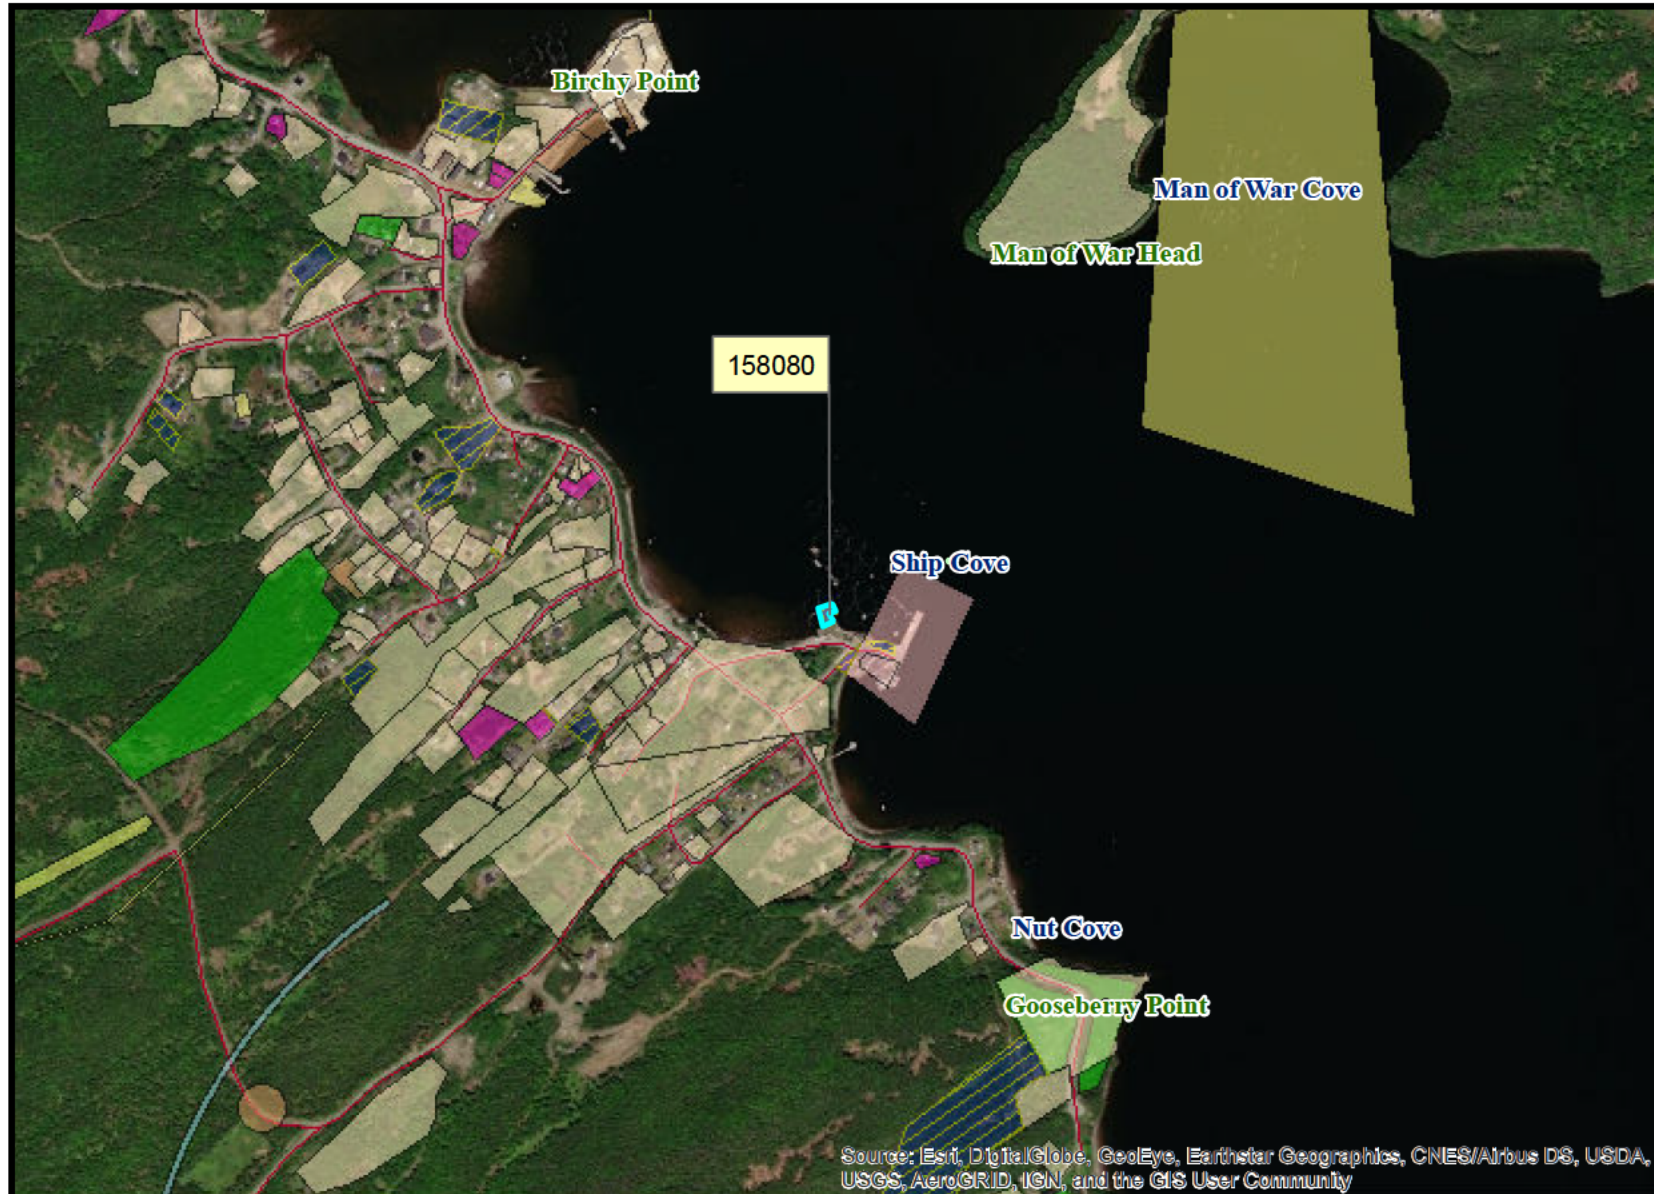 Birchy Point
Man of War Cove
Man of War Head
158080
Ship Cove
Nut Cove
Gooseberry Point
Source: Esri, DigitalGlobe, GeoEye, Earthstar Geographics, CNES/Airbus DS, USDA,
USGS, AeroGRID, IGN, and the GIS User Community